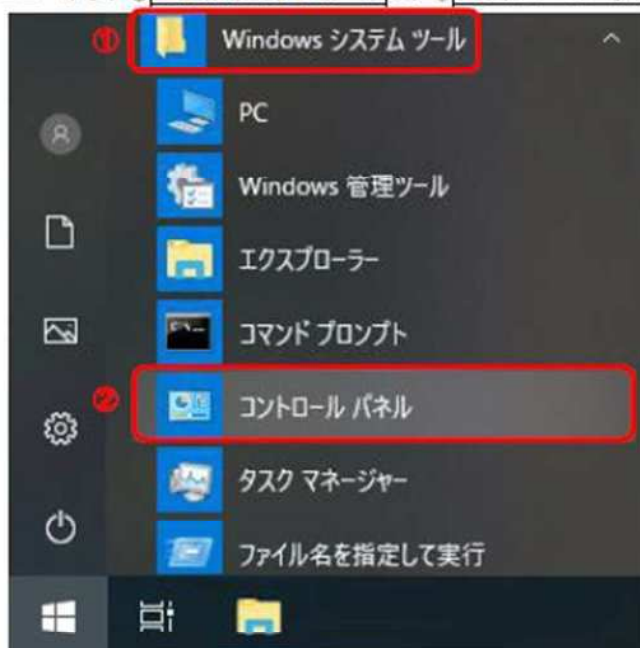 ① Windows システム ツール
PC
Windows 管理ツール
エクスプローラー
コマンド プロンプト
② コントロール パネル
タスク マネージャー
ファイル名を指定して実行